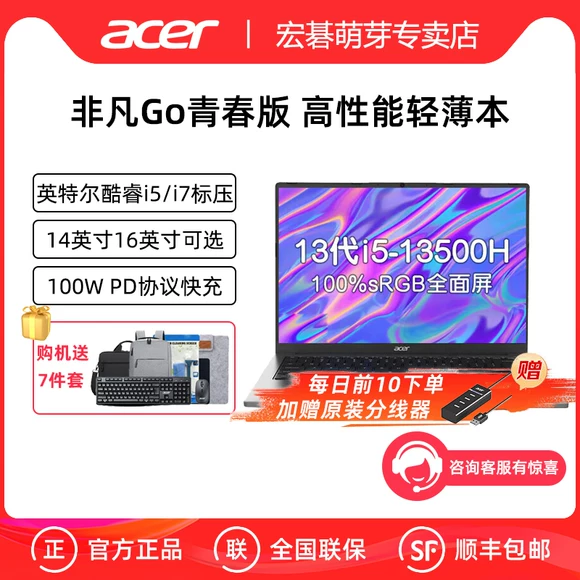 acer 宏碁萌芽专卖店
非凡Go青春版 高性能轻薄本
英特尔酷睿i5/i7标压
14英寸16英寸可选
100W PD协议快充
13代i5-13500H
100%sRGB全面屏
acer
购机送
7件套
每日前10下单
加赠原装分线器
赠
咨询客服有惊喜
正 官方正品
联 全国联保
SF 顺丰包邮